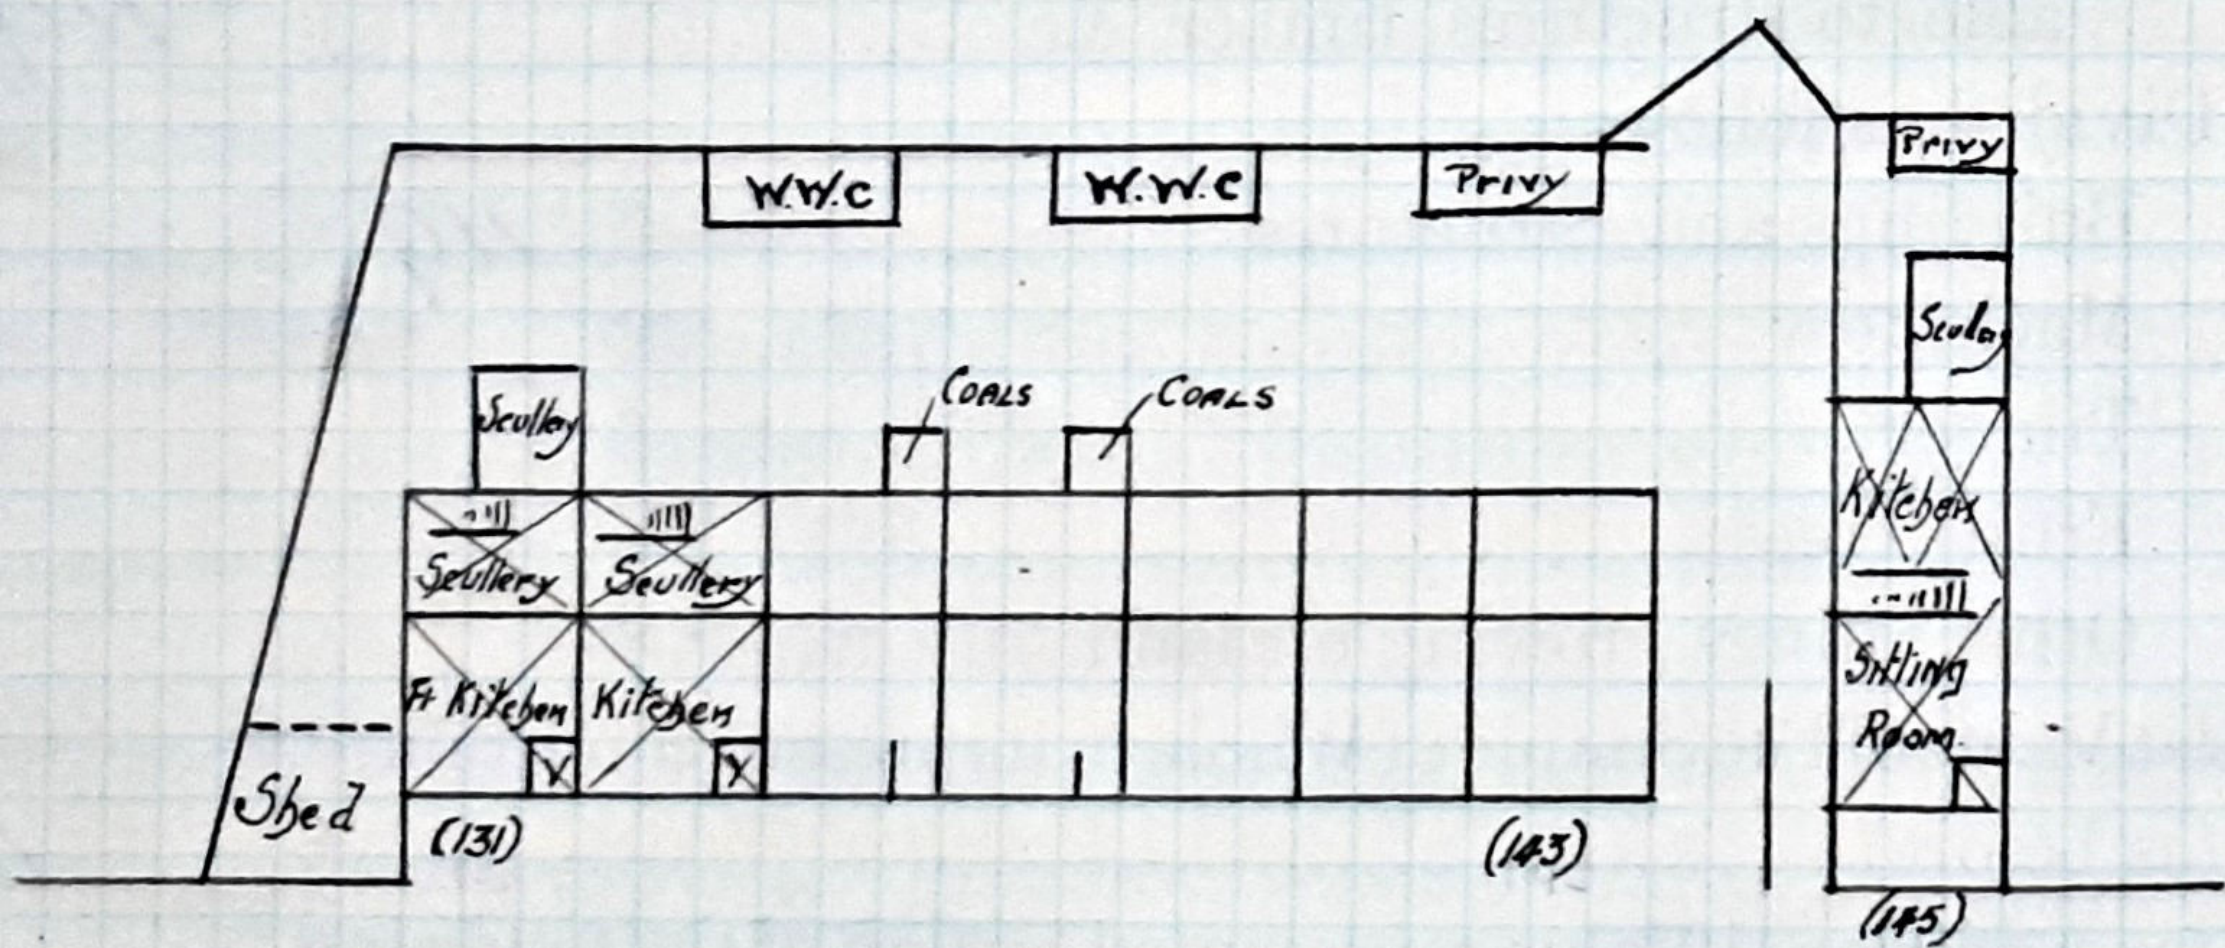 W.W.C
W.W.C
Privy
Privy
Scullery
COALS
COALS
Scullery
Scullery
Scullery
Kitchen
Ft Kitchen
Kitchen
Sitting
Room.
V
V
Shed
(131)
(143)
(145)